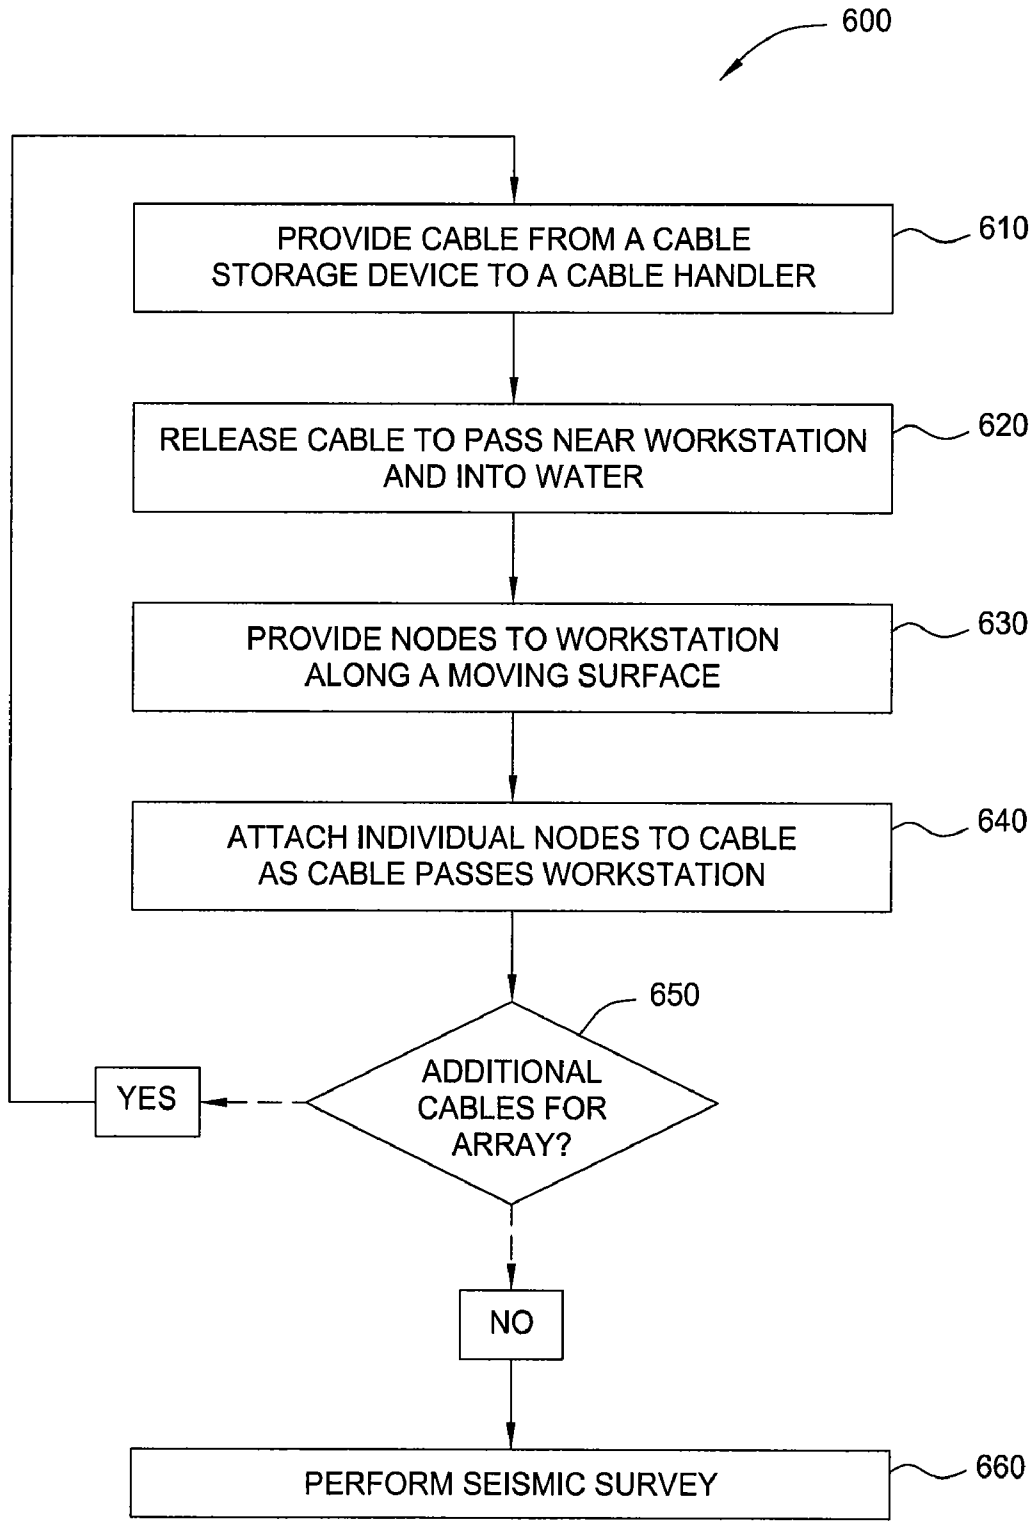 600
PROVIDE CABLE FROM A CABLE
STORAGE DEVICE TO A CABLE HANDLER
610
RELEASE CABLE TO PASS NEAR WORKSTATION
AND INTO WATER
620
PROVIDE NODES TO WORKSTATION
ALONG A MOVING SURFACE
630
ATTACH INDIVIDUAL NODES TO CABLE
AS CABLE PASSES WORKSTATION
640
650
ADDITIONAL
CABLES FOR
ARRAY?
YES
NO
PERFORM SEISMIC SURVEY
660